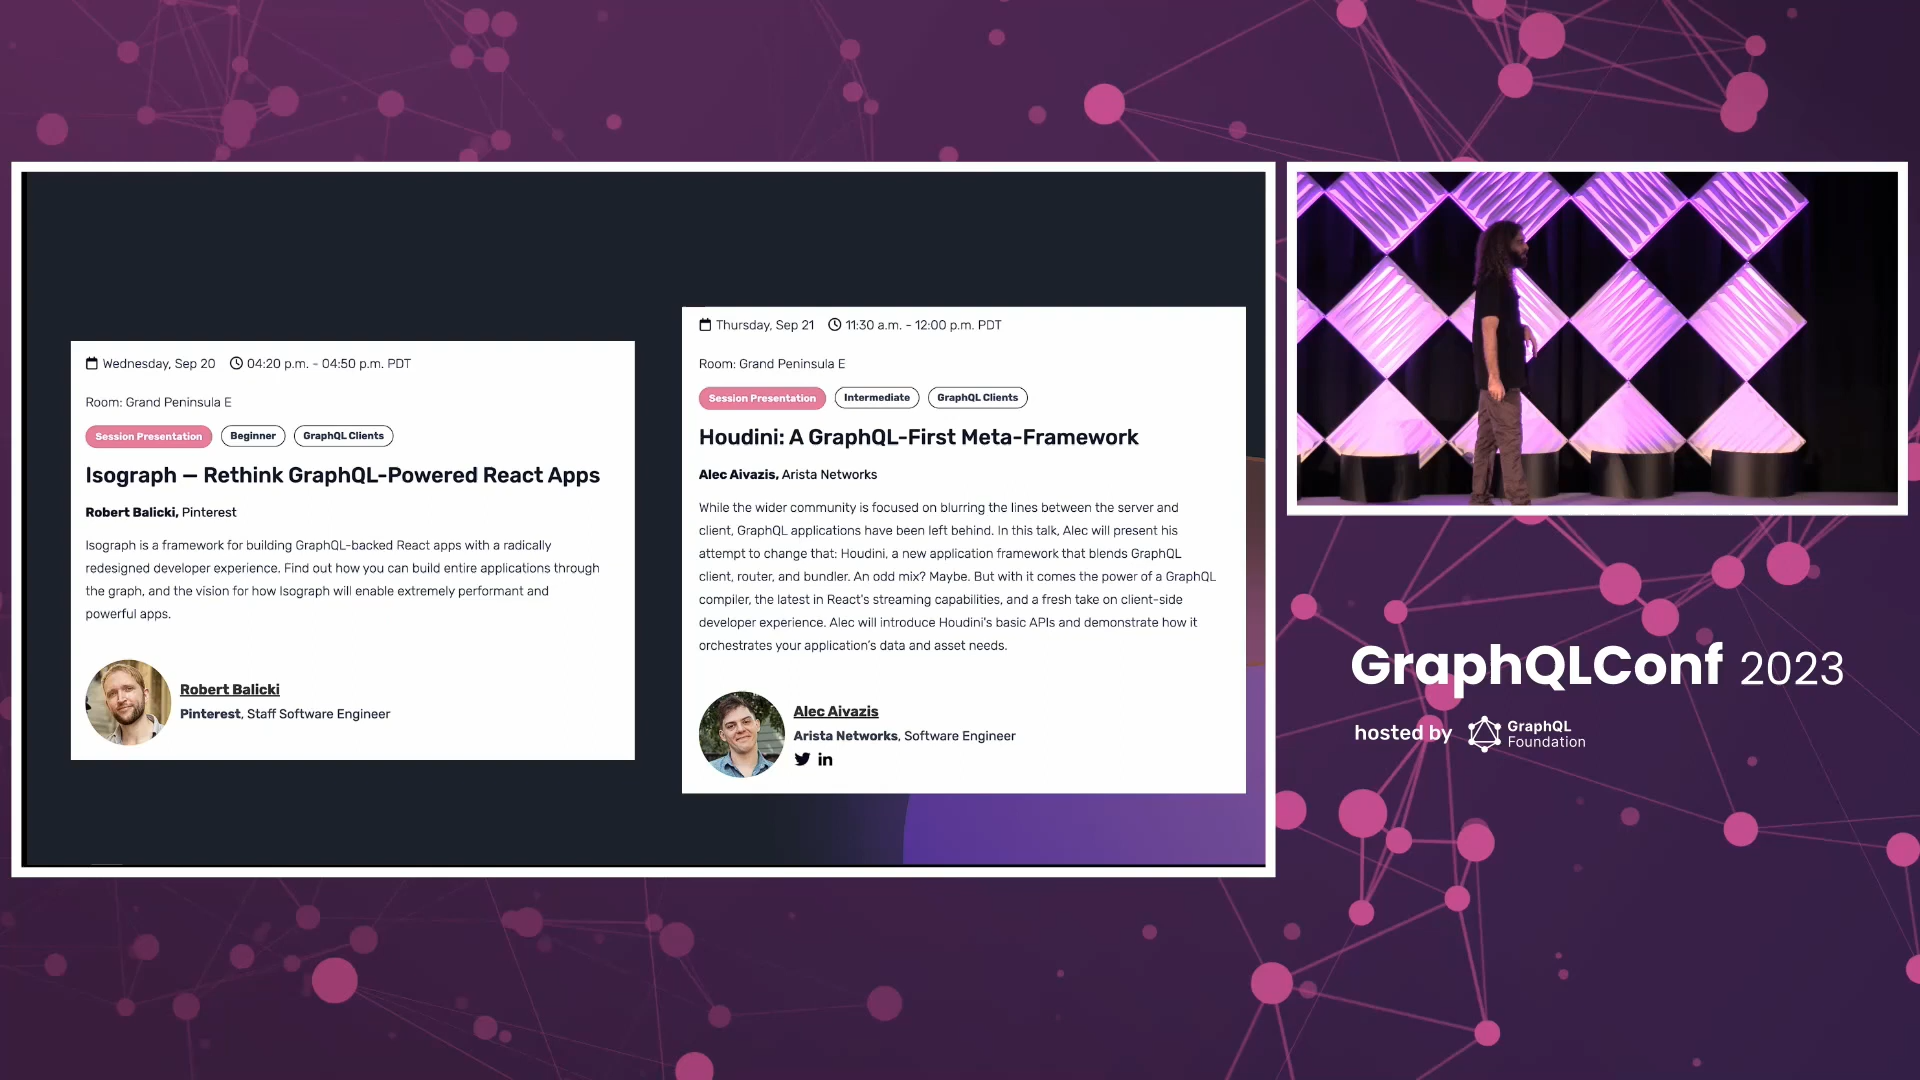 Wednesday, Sep 20 04:20 p.m. - 04:50 p.m. PDT
Room: Grand Peninsula E
Session Presentation Beginner GraphQL Clients
Isograph — Rethink GraphQL-Powered React Apps
Robert Balicki, Pinterest
Isograph is a framework for building GraphQL-backed React apps with a radically
redesigned developer experience. Find out how you can build entire applications through
the graph, and the vision for how Isograph will enable extremely performant and
powerful apps.
Robert Balicki
Pinterest, Staff Software Engineer
Thursday, Sep 21 11:30 a.m. - 12:00 p.m. PDT
Room: Grand Peninsula E
Session Presentation Intermediate GraphQL Clients
Houdini: A GraphQL-First Meta-Framework
Alec Aivazis, Arista Networks
While the wider community is focused on blurring the lines between the server and
client, GraphQL applications have been left behind. In this talk, Alec will present his
attempt to change that: Houdini, a new application framework that blends GraphQL
client, router, and bundler. An odd mix? Maybe. But with it comes the power of a GraphQL
compiler, the latest in React's streaming capabilities, and a fresh take on client-side
developer experience. Alec will introduce Houdini's basic APIs and demonstrate how it
orchestrates your application's data and asset needs.
Alec Aivazis
Arista Networks, Software Engineer
in
GraphQLConf 2023
hosted by GraphQL
Foundation